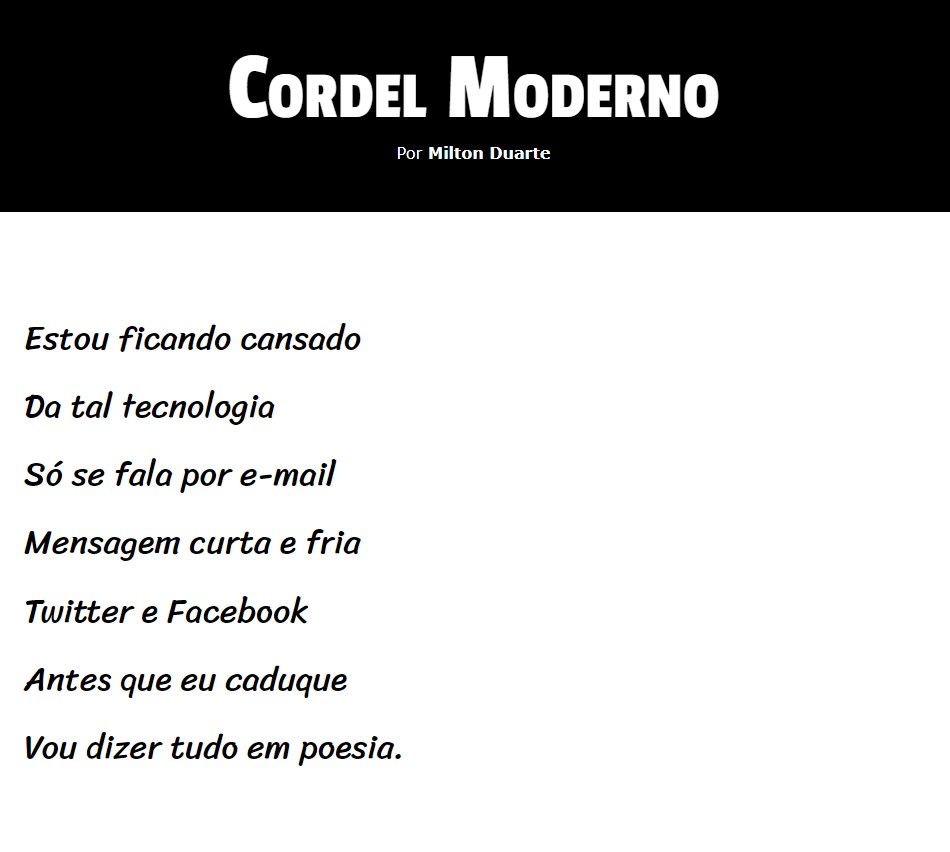 Cordel Moderno
Por Milton Duarte
Estou ficando cansado
Da tal tecnologia
Só se fala por e-mail
Mensagem curta e fria
Twitter e Facebook
Antes que eu caduque
Vou dizer tudo em poesia.